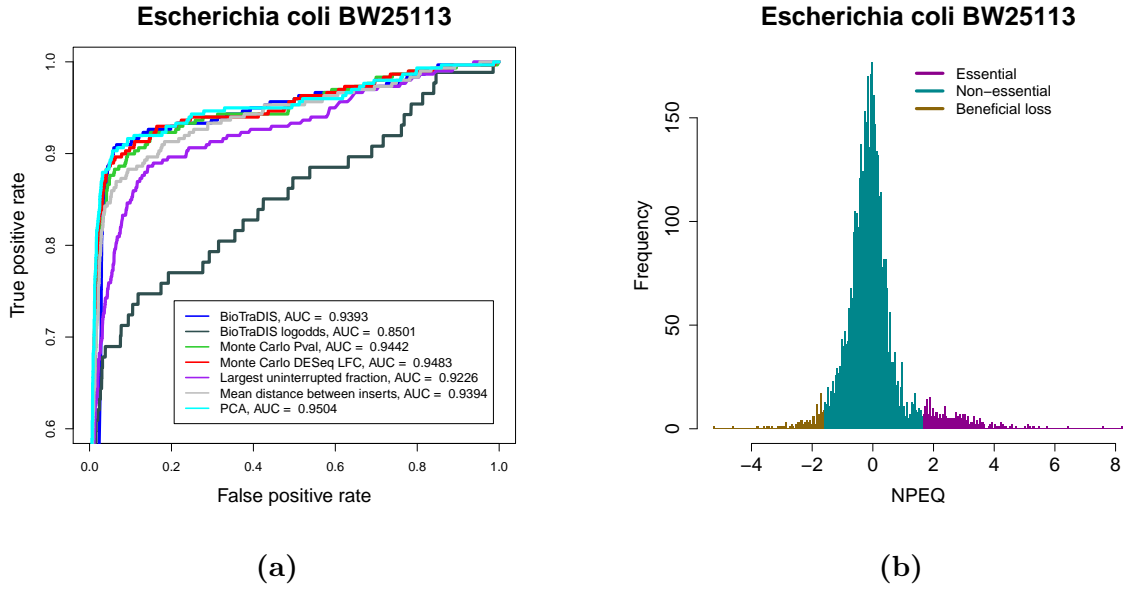 Escherichia coli BW25113
1.0
0.9
0.8
0.7
0.6
True positive rate
BioTraDIS, AUC = 0.9393
BioTraDIS logodds, AUC = 0.8501
Monte Carlo Pval, AUC = 0.9442
Monte Carlo DESeq LFC, AUC = 0.9483
Largest uninterrupted fraction, AUC = 0.9226
Mean distance between inserts, AUC = 0.9394
PCA, AUC = 0.9504
0.0 0.2 0.4 0.6 0.8 1.0
False positive rate
(a)
Escherichia coli BW25113
Essential
Non−essential
Beneficial loss
150
100
50
0
Frequency
−4 −2 0 2 4 6 8
NPEQ
(b)